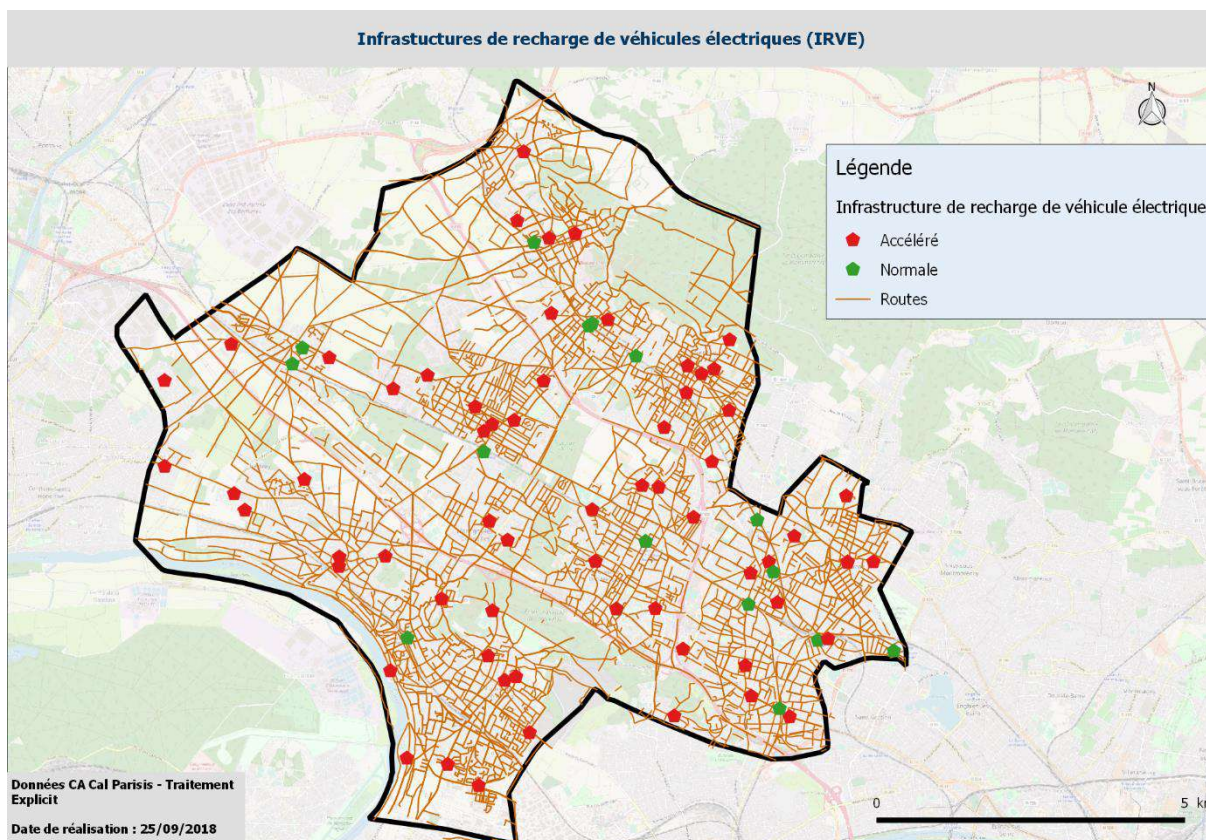 Infrastuctures de recharge de véhicules électriques (IRVE)
N
Légende
Infrastructure de recharge de véhicule électrique
Accéléré
Normale
Routes
Données CA Cal Parisis - Traitement
Explicit
Date de réalisation : 25/09/2018
0
5 km